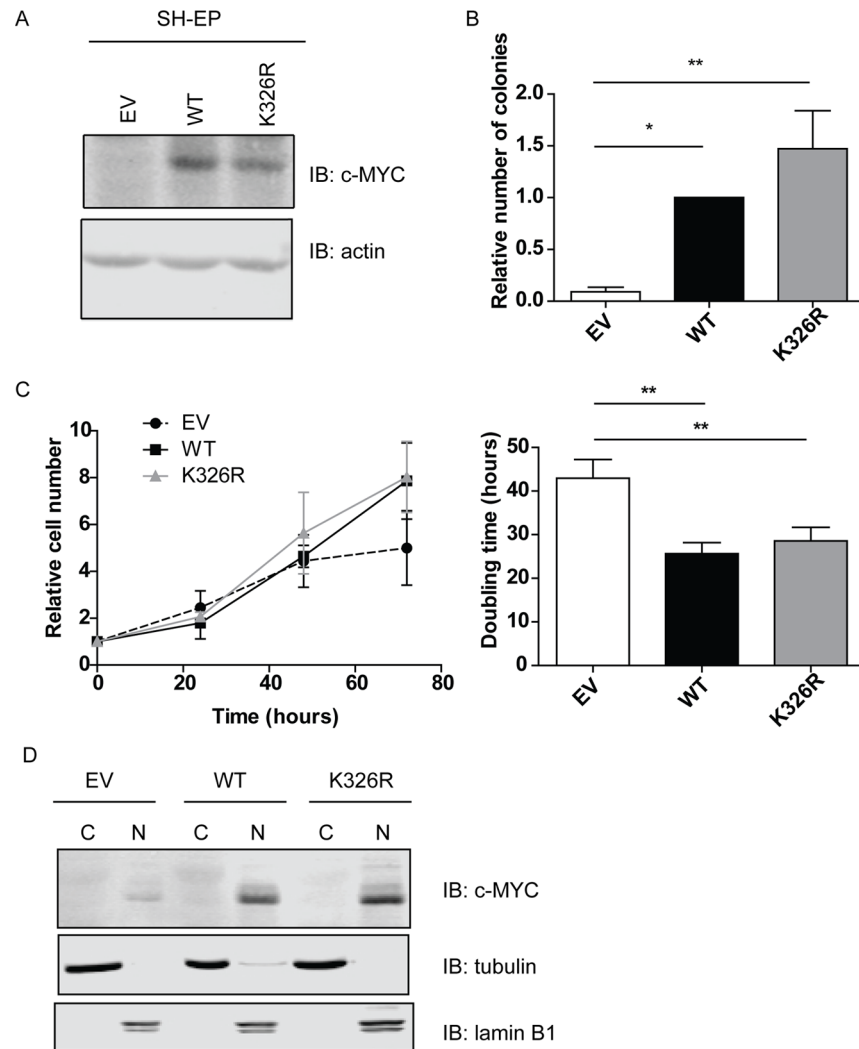 A
SH-EP
EV
WT
K326R
IB: c-MYC
IB: actin
B
**
*
Relative number of colonies
2.0
1.5
1.0
0.5
0.0
EV
WT
K326R
C
EV
WT
K326R
Relative cell number
10
8
6
4
2
0
0
20
40
60
80
Time (hours)
**
**
Doubling time (hours)
50
40
30
20
10
0
EV
WT
K326R
D
EV WT K326R
C N C N C N
IB: c-MYC
IB: tubulin
IB: lamin B1